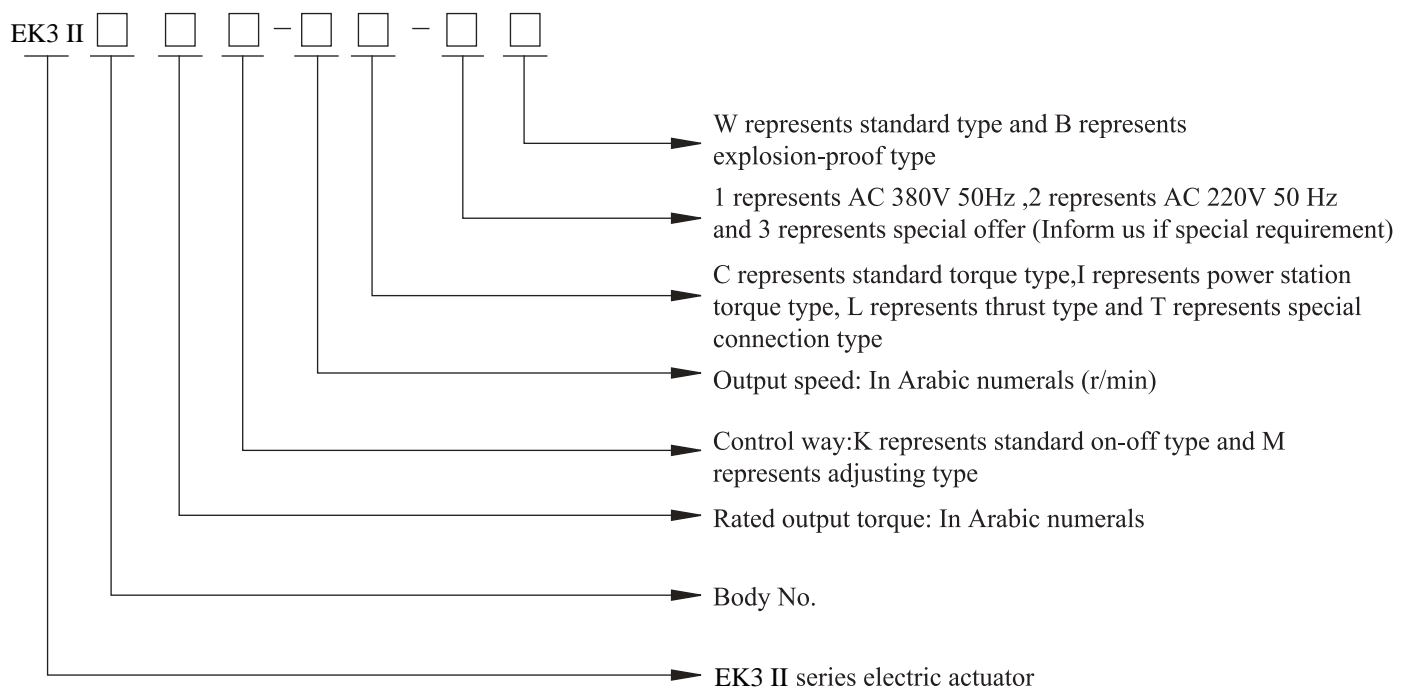 EK3 II □ □ □ – □ □ – □ □
W represents standard type and B represents
explosion-proof type
1 represents AC 380V 50Hz ,2 represents AC 220V 50 Hz
and 3 represents special offer (Inform us if special requirement)
C represents standard torque type,I represents power station
torque type, L represents thrust type and T represents special
connection type
Output speed: In Arabic numerals (r/min)
Control way:K represents standard on-off type and M
represents adjusting type
Rated output torque: In Arabic numerals
Body No.
EK3 II series electric actuator